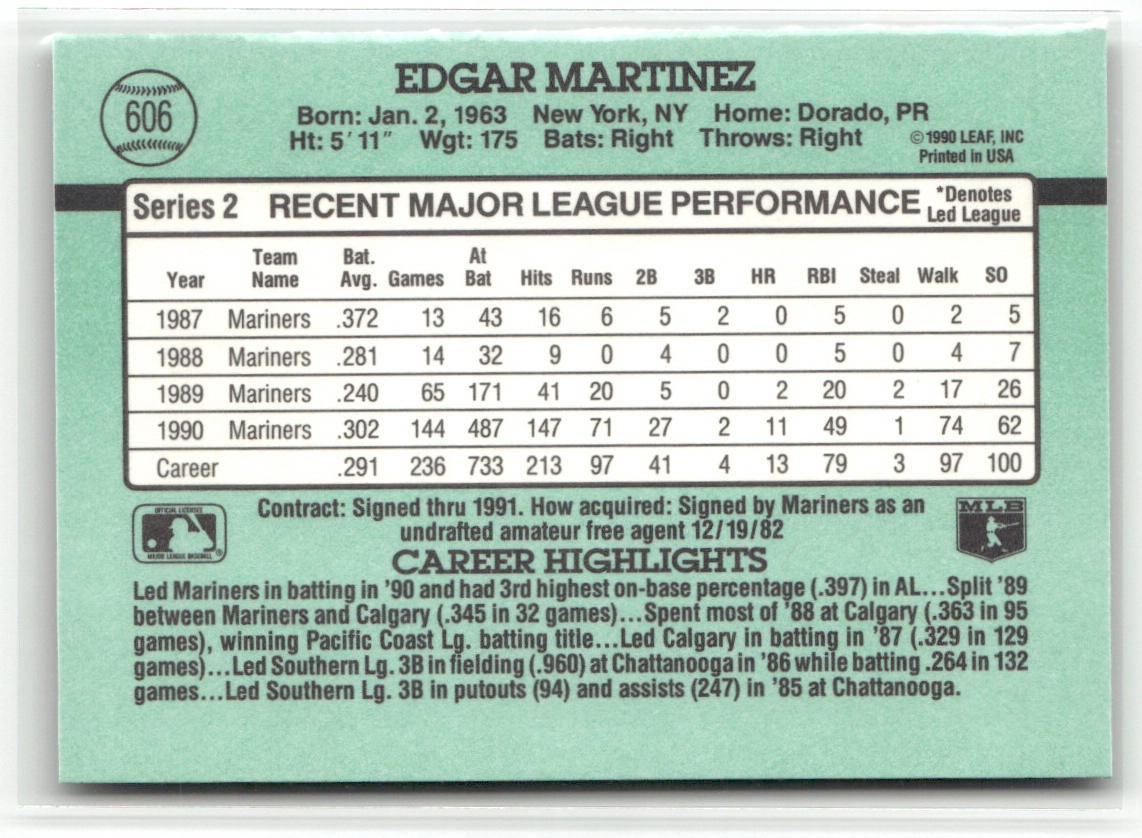 606
EDGAR MARTINEZ
Born: Jan. 2, 1963 New York, NY Home: Dorado, PR
Ht: 5' 11" Wgt: 175 Bats: Right Throws: Right
©1990 LEAF, INC
Printed in USA
Series 2 RECENT MAJOR LEAGUE PERFORMANCE *Denotes
Led League
Year Team Name Bat. Avg. Games At Bat Hits Runs 2B 3B HR RBI Steal Walk SO
1987 Mariners .372 13 43 16 6 5 2 0 5 0 2 5
1988 Mariners .281 14 32 9 0 4 0 0 5 0 4 7
1989 Mariners .240 65 171 41 20 5 0 2 20 2 17 26
1990 Mariners .302 144 487 147 71 27 2 11 49 1 74 62
Career .291 236 733 213 97 41 4 13 79 3 97 100
Contract: Signed thru 1991. How acquired: Signed by Mariners as an
undrafted amateur free agent 12/19/82
OFFICIAL LICENSEE
MAJOR LEAGUE BASEBALL ®
MLB
CAREER HIGHLIGHTS
Led Mariners in batting in '90 and had 3rd highest on-base percentage (.397) in AL...Split '89
between Mariners and Calgary (.345 in 32 games)...Spent most of '88 at Calgary (.363 in 95
games), winning Pacific Coast Lg. batting title...Led Calgary in batting in '87 (.329 in 129
games)...Led Southern Lg. 3B in fielding (.960) at Chattanooga in '86 while batting .264 in 132
games...Led Southern Lg. 3B in putouts (94) and assists (247) in '85 at Chattanooga.